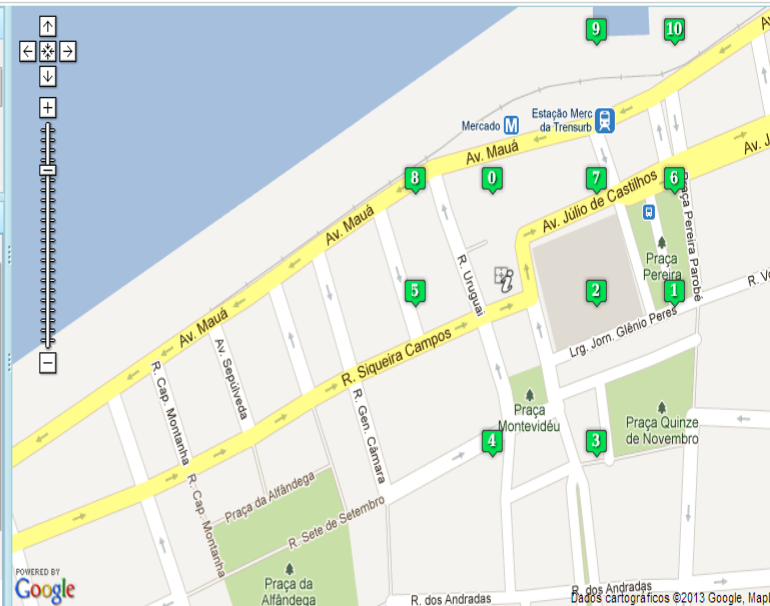 9
10
Av
Estação Merc
da Trensurb
Mercado M
Av. Mauá
8
0
7
6
Av. Júlio de Castilhos
Av. J
Praça Pereira Parobé
Av. Mauá
Praça
Pereira
R. Uruguai
5
2
1
R. V
Lrg. Jorn. Glênio Peres
Av. Mauá
Av. Sepúlveda
R. Siqueira Campos
R. Cap. Montanha
R. Gen. Câmara
Praça
Montevidéu
Praça Quinze
de Novembro
4
3
R. Cap. Montanha
Praça da Alfândega
R. Sete de Setembro
Praça da
Alfândega
POWERED BY
Google
R. dos Andradas
R. dos Andradas
Dados cartográficos ©2013 Google, Mapl